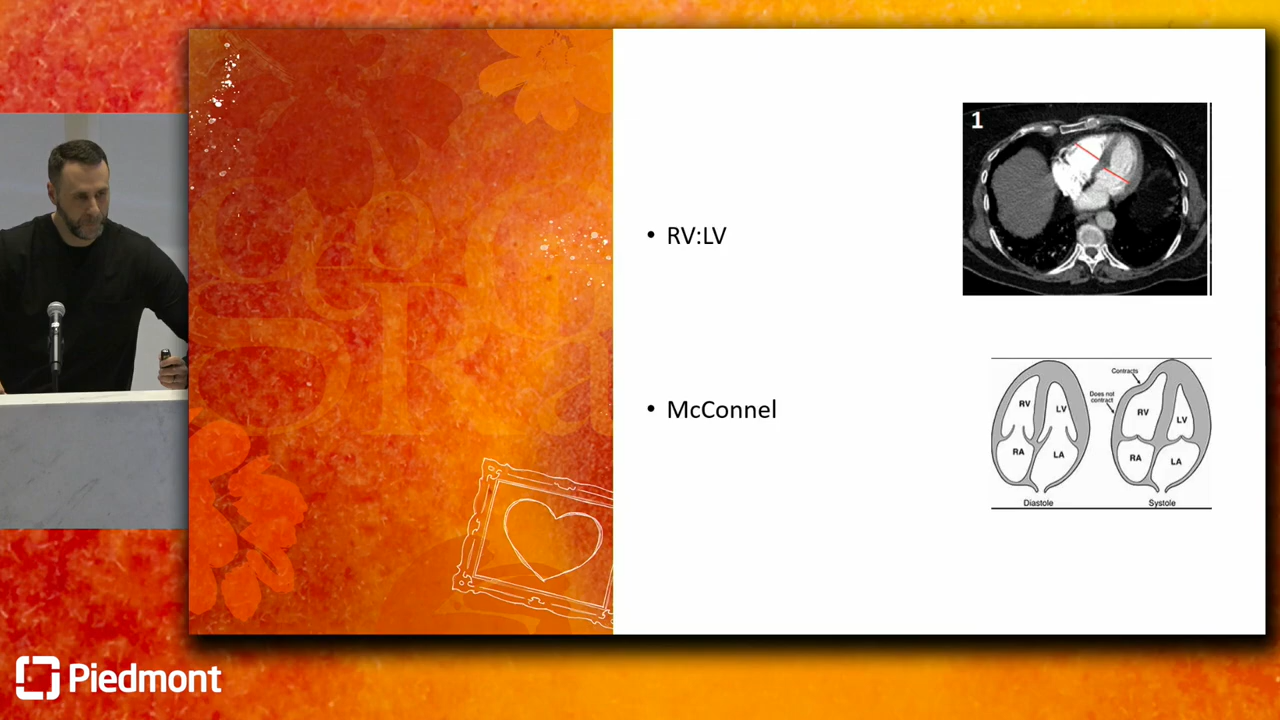 1
• RV:LV
• McConnel
Contracts
Does not
contract
RV
LV
RA
LA
Diastole
RV
LV
RA
LA
Systole
Piedmont